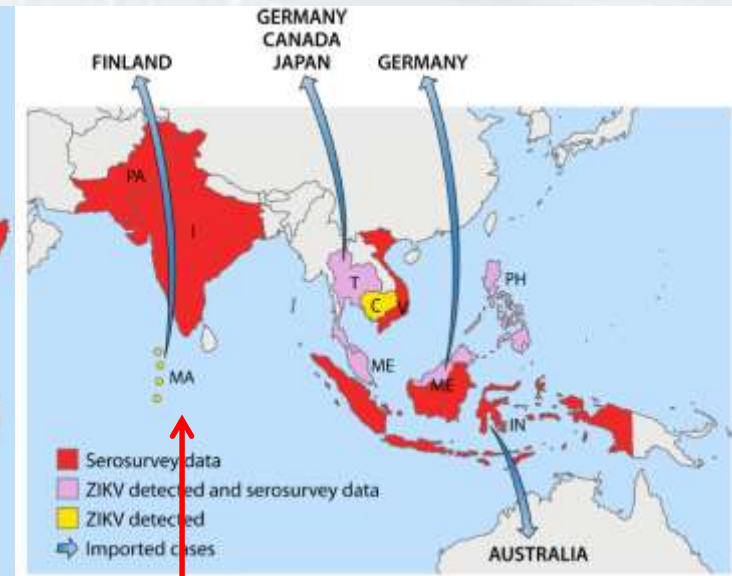 GERMANY
CANADA
JAPAN
FINLAND
GERMANY
PA
I
T
C
V
PH
I
ME
MA
ME
IN
Serosurvey data
ZIKV detected and serosurvey data
ZIKV detected
Imported cases
AUSTRALIA